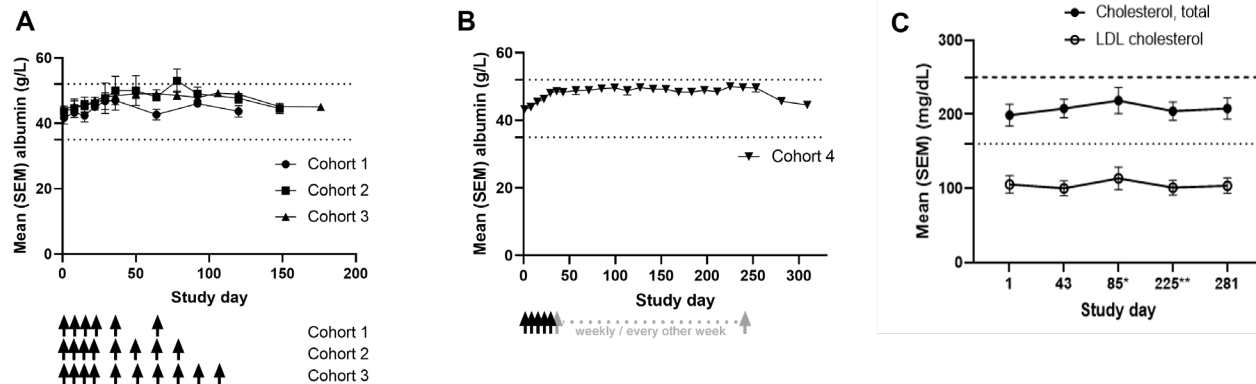 A
Mean (SEM) albumin (g/L)
60
40
20
0
0 50 100 150 200
Study day
Cohort 1
Cohort 2
Cohort 3
Cohort 1
Cohort 2
Cohort 3
B
Mean (SEM) albumin (g/L)
60
40
20
0
0 50 100 150 200 250 300
Study day
Cohort 4
weekly / every other week
C
Cholesterol, total
LDL cholesterol
Mean (SEM) (mg/dL)
300
200
100
0
1 43 85* 225** 281
Study day